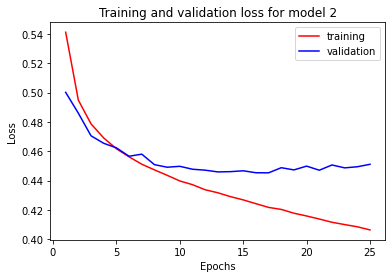 Training and validation loss for model 2
training
validation
Loss
0.54
0.52
0.50
0.48
0.46
0.44
0.42
0.40
0
5
10
15
20
25
Epochs